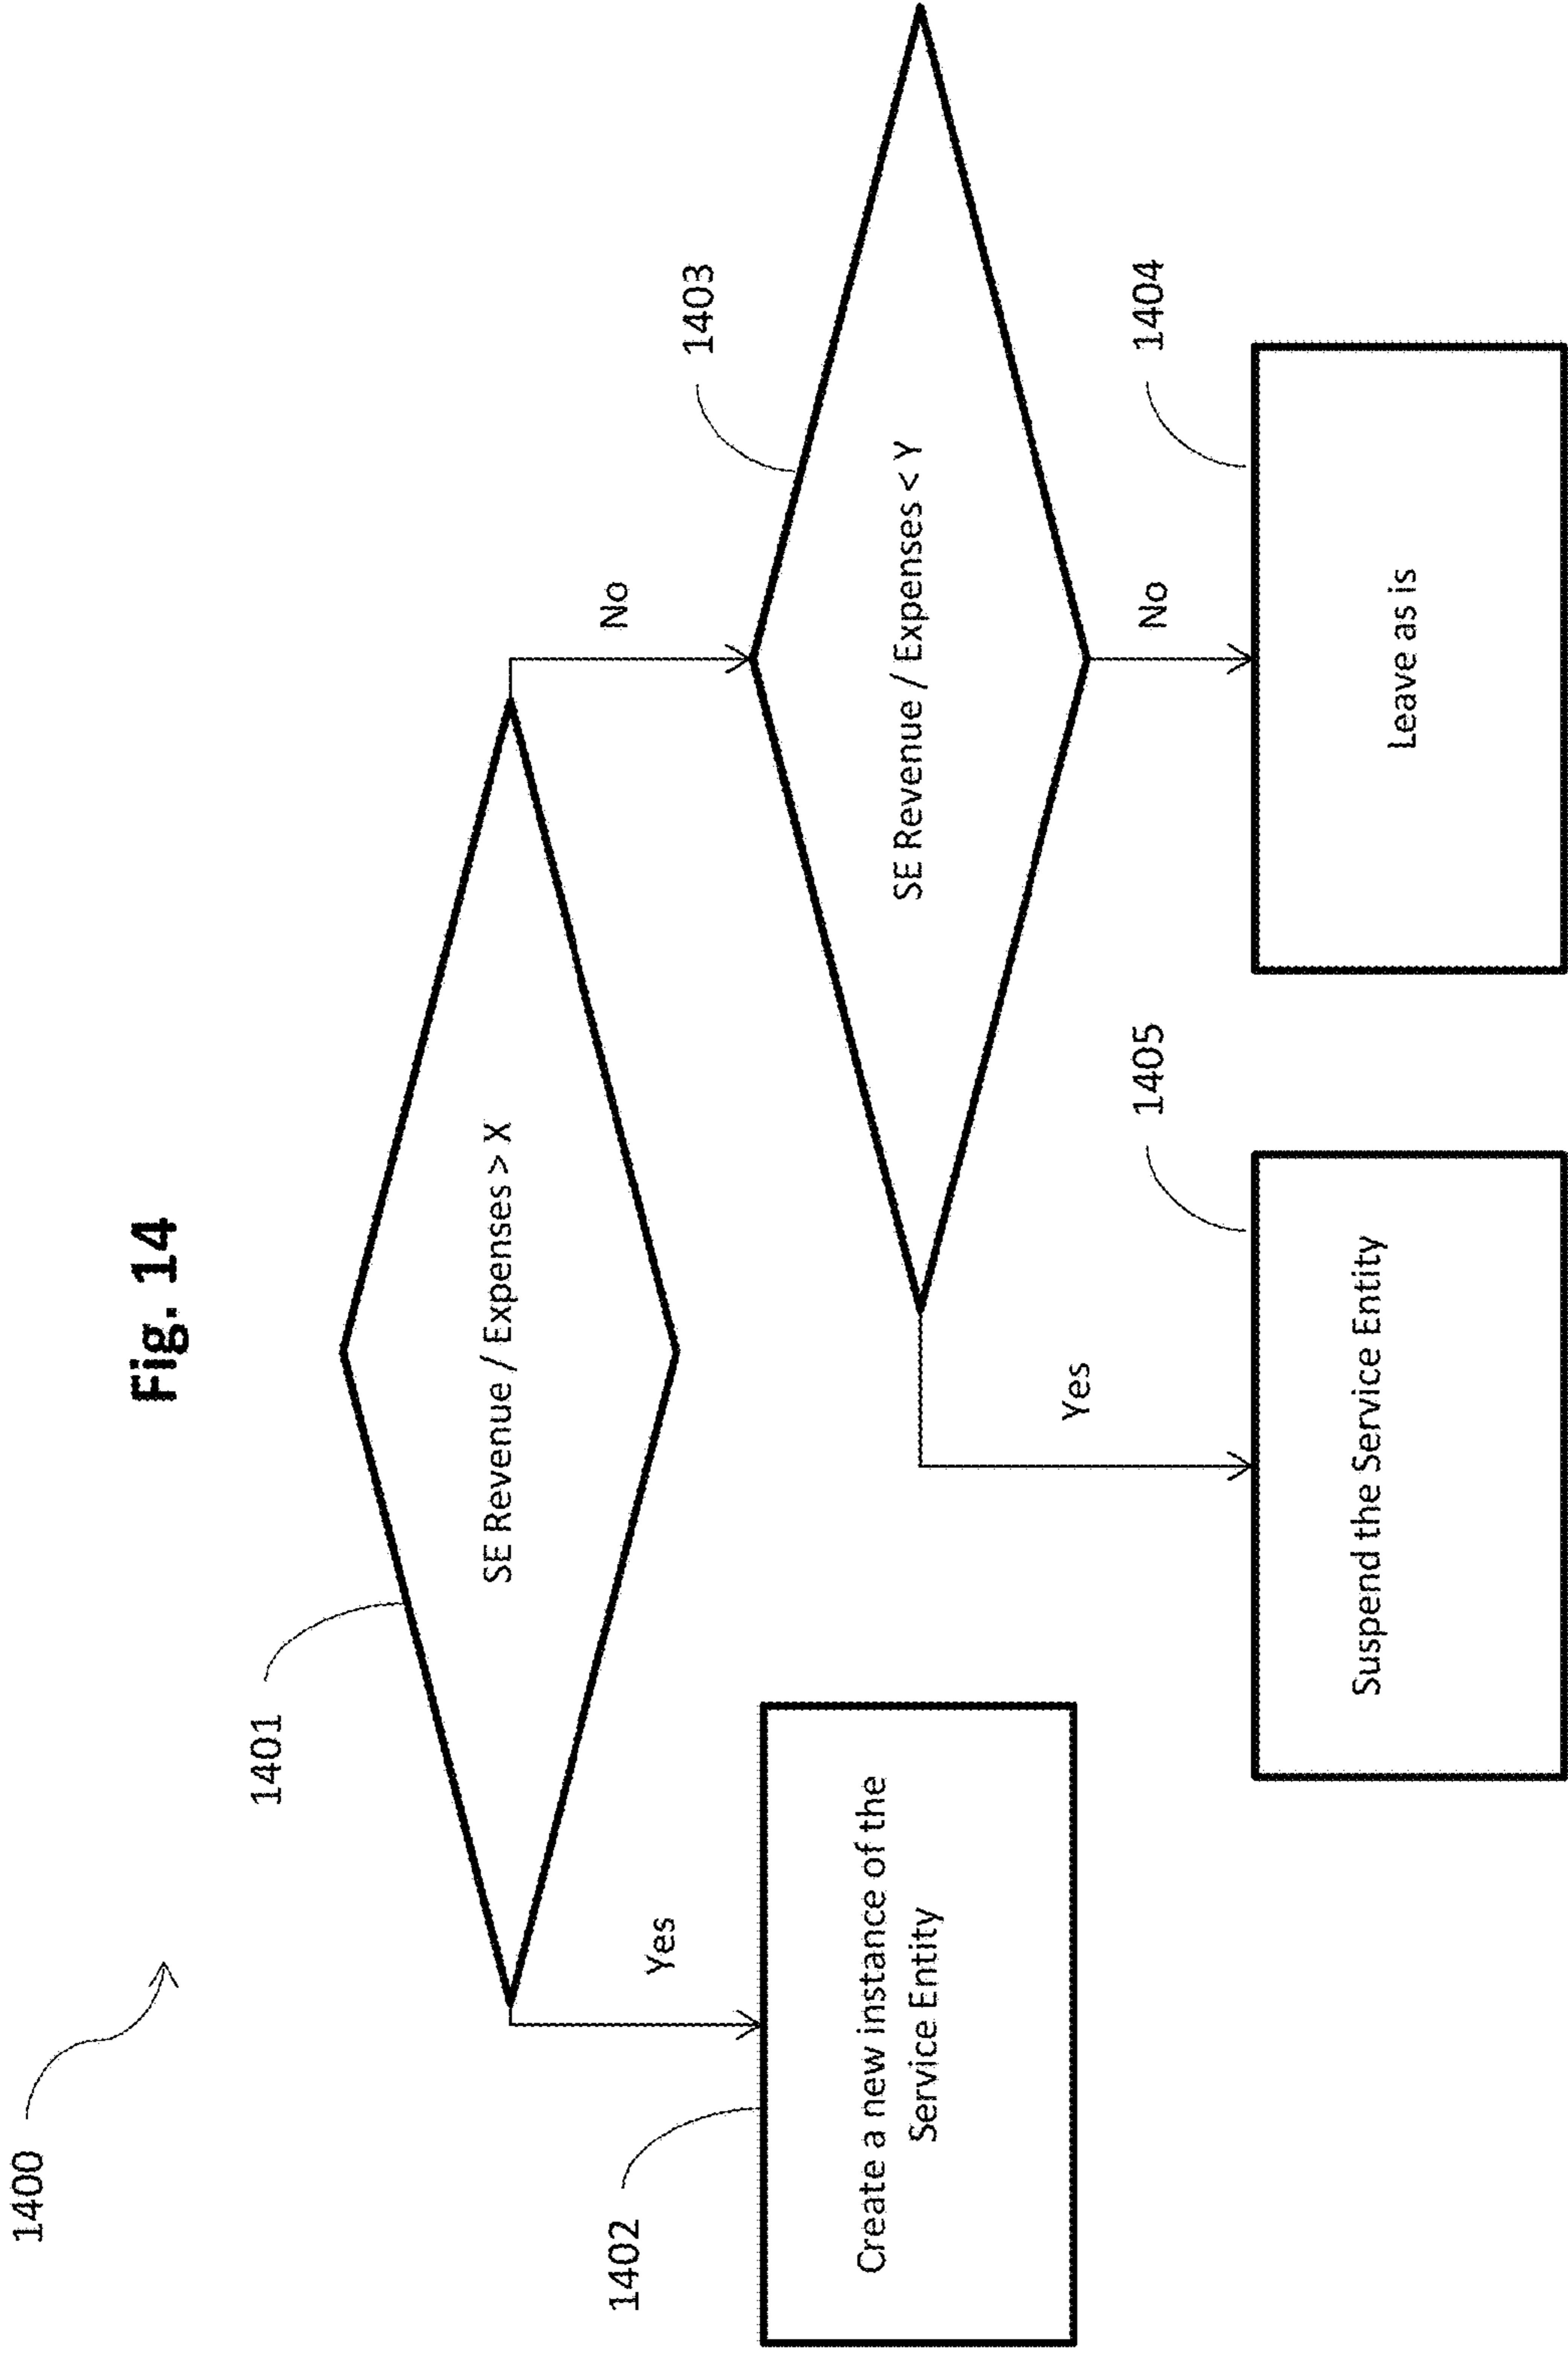 Fig. 14
1400
1401
SE Revenue / Expenses > X
Yes
No
1402
Create a new instance of the
Service Entity
1403
SE Revenue / Expenses < Y
Yes
No
1405
Suspend the Service Entity
1404
Leave as is